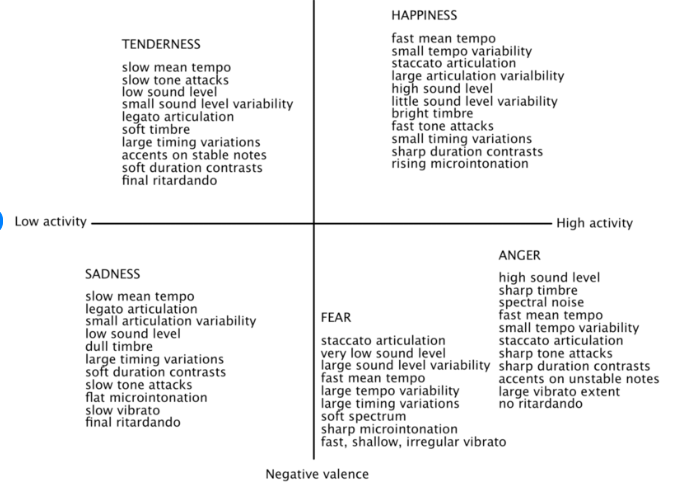 HAPPINESS
fast mean tempo
small tempo variability
staccato articulation
large articulation varialbility
high sound level
little sound level variability
bright timbre
fast tone attacks
small timing variations
sharp duration contrasts
rising microintonation
TENDERNESS
slow mean tempo
slow tone attacks
low sound level
small sound level variability
legato articulation
soft timbre
large timing variations
accents on stable notes
soft duration contrasts
final ritardando
Low activity
High activity
SADNESS
slow mean tempo
legato articulation
small articulation variability
low sound level
dull timbre
large timing variations
soft duration contrasts
slow tone attacks
flat microintonation
slow vibrato
final ritardando
FEAR
staccato articulation
very low sound level
large sound level variability
fast mean tempo
large tempo variability
large timing variations
soft spectrum
sharp microintonation
fast, shallow, irregular vibrato
ANGER
high sound level
sharp timbre
spectral noise
fast mean tempo
small tempo variability
staccato articulation
sharp tone attacks
sharp duration contrasts
accents on unstable notes
large vibrato extent
no ritardando
Negative valence